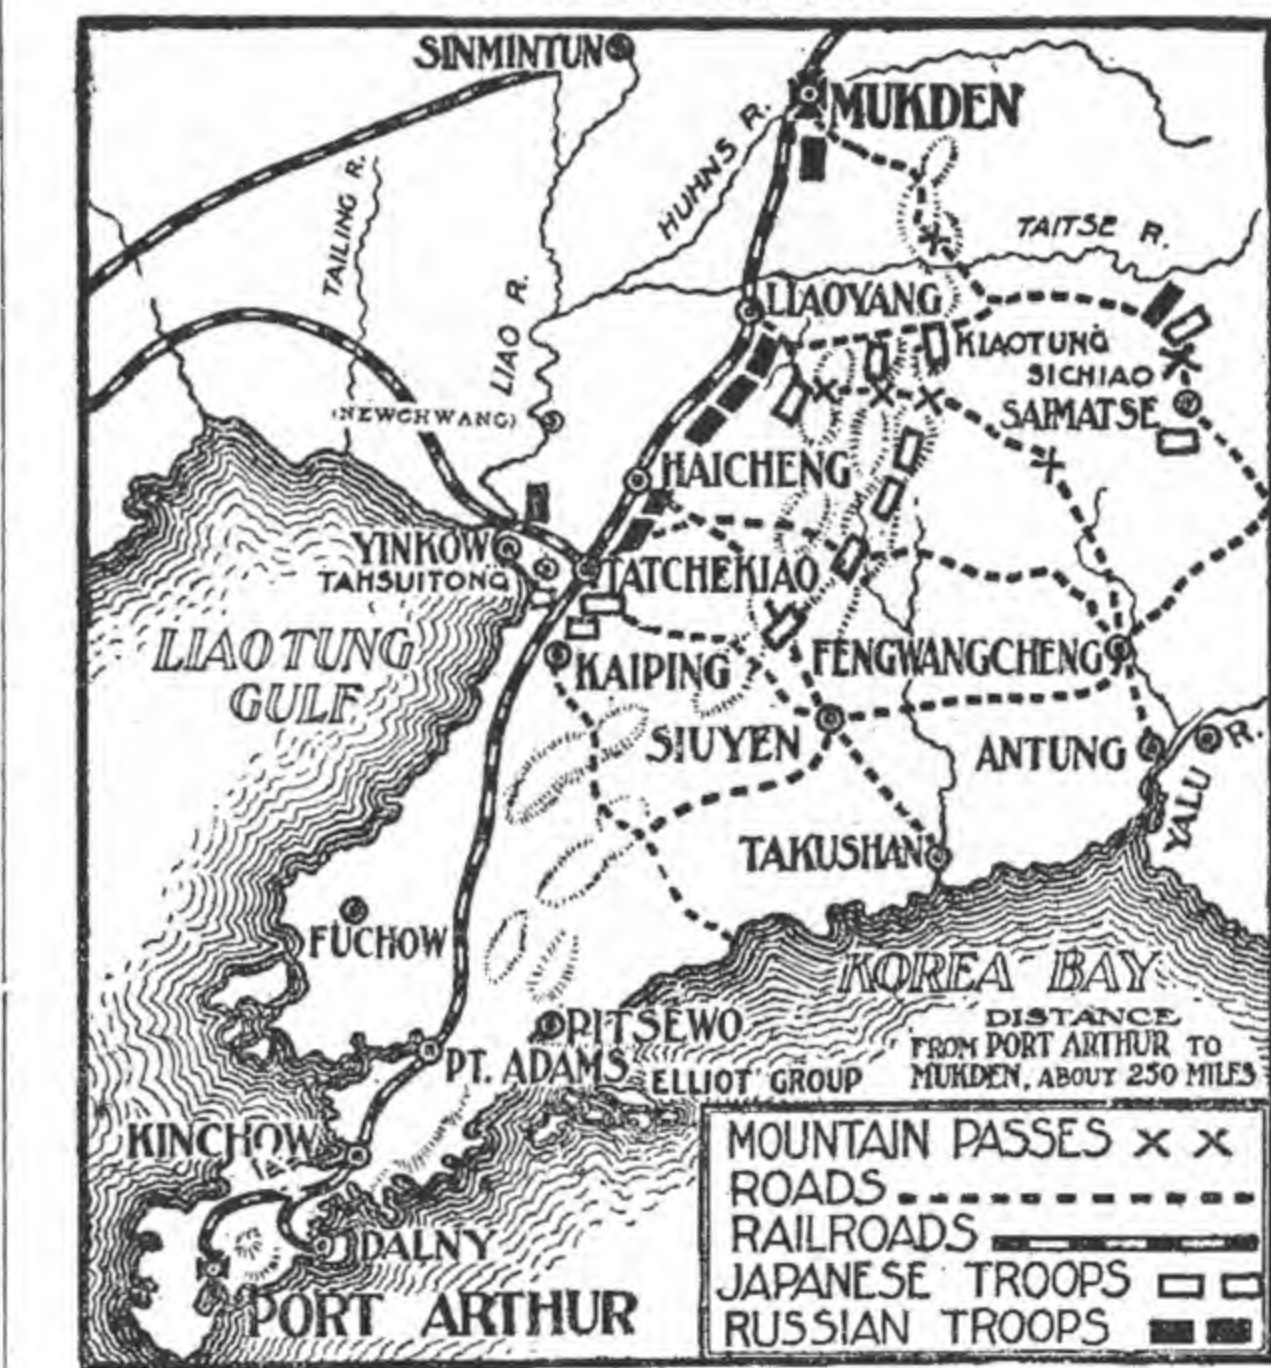 SINMINTUN
MUKDEN
HUHNS R.
TAILING R.
TAITSE R.
LIAO R.
LIAOYANG
KIAOTUNG
SICHIAO
SAIMATSE
(NEWCHWANG)
HAICHENG
YINKOW
TAHSUITONG
TATCHEKIAO
LIAOTUNG
GULF
KAIPING
FENGWANGCHENG
SIUYEN
ANTUNG
YALU R.
TAKUSHAN
FUCHOW
KOREA BAY
PITSEWO
DISTANCE
FROM PORT ARTHUR TO
MUKDEN, ABOUT 250 MILES
PT. ADAMS
ELLIOT GROUP
KINCHOW
DALNY
PORT ARTHUR
MOUNTAIN PASSES
ROADS
RAILROADS
JAPANESE TROOPS
RUSSIAN TROOPS